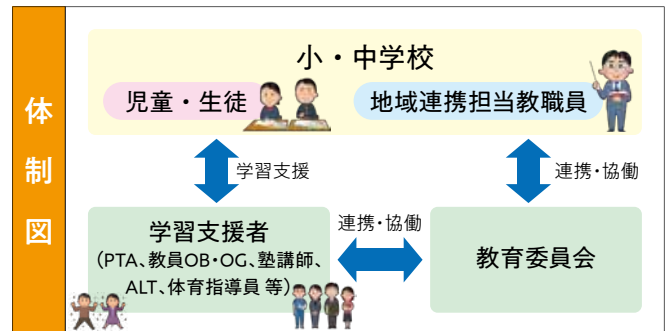 体制図
小・中学校
児童・生徒
地域連携担当教職員
学習支援
連携・協働
学習支援者
(PTA、教員OB・OG、塾講師、
ALT、体育指導員 等)
連携・協働
教育委員会